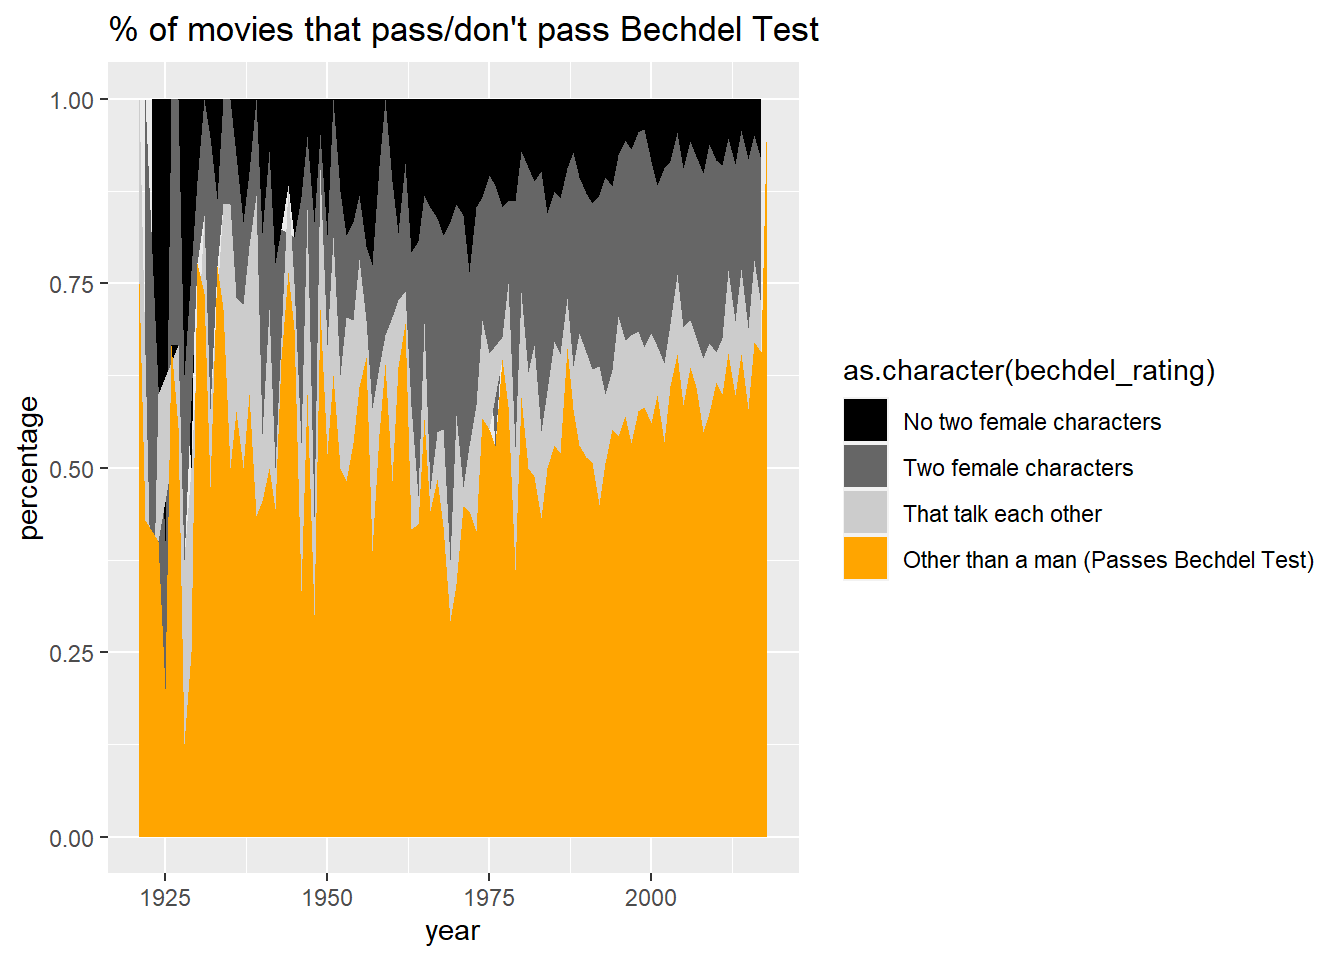 % of movies that pass/don't pass Bechdel Test
1.00
0.75
0.50
0.25
0.00
percentage
1925 1950 1975 2000
year
as.character(bechdel_rating)
No two female characters
Two female characters
That talk each other
Other than a man (Passes Bechdel Test)